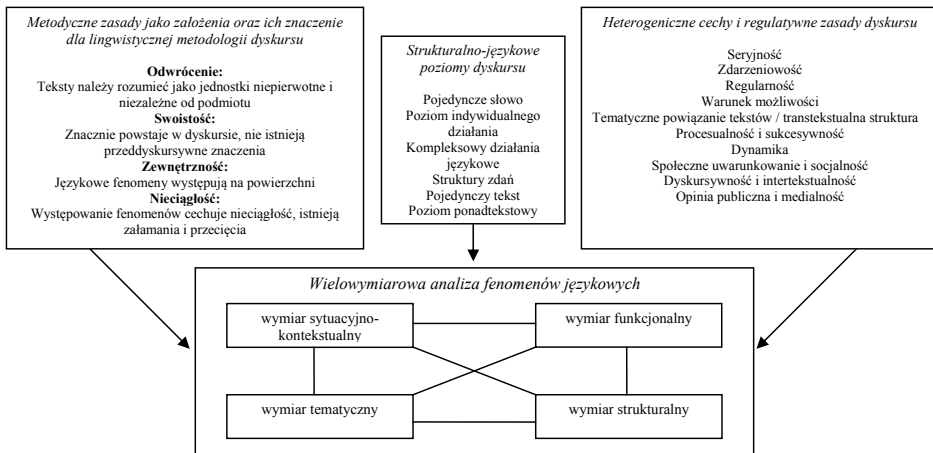 Metodyczne zasady jako założenia oraz ich znaczenie
dla lingwistycznej metodologii dyskursu
Odwrócenie:
Teksty należy rozumieć jako jednostki niepierwotne i
niezależne od podmiotu
Swoistość:
Znacznie powstaje w dyskursie, nie istnieją
przeddyskursywne znaczenia
Zewnętrzność:
Językowe fenomeny występują na powierzchni
Nieciągłość:
Występowanie fenomenów cechuje nieciągłość, istnieją
załamania i przecięcia
Strukturalno-językowe
poziomy dyskursu
Pojedyncze słowo
Poziom indywidualnego
działania
Kompleksowy działania
językowe
Struktury zdań
Pojedynczy tekst
Poziom ponadtekstowy
Heterogeniczne cechy i regulatywne zasady dyskursu
Seryjność
Zdarzeniowość
Regularność
Warunek możliwości
Tematyczne powiązanie tekstów / transtekstualna struktura
Procesualność i sukcesywność
Dynamika
Społeczne uwarunkowanie i socjalność
Dyskursywność i intertekstualność
Opinia publiczna i medialność
Wielowymiarowa analiza fenomenów językowych
wymiar sytuacyjno-
kontekstualny
wymiar funkcjonalny
wymiar tematyczny
wymiar strukturalny